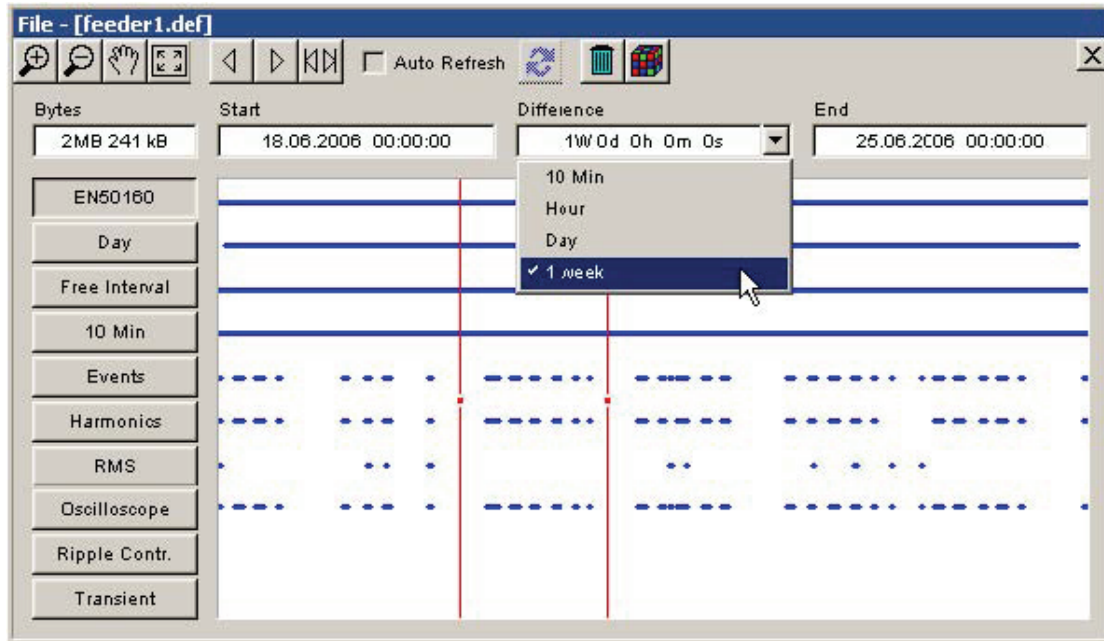 File - [feeder1.def]
Auto Refresh
Bytes Start Difference End
2MB 241 kB 18.06.2006 00:00:00 1W 0d 0h 0m 0s 25.06.2006 00:00:00
10 Min
Hour
Day
✓ 1 week
EN50160
Day
Free Interval
10 Min
Events
Harmonics
RMS
Oscilloscope
Ripple Contr.
Transient